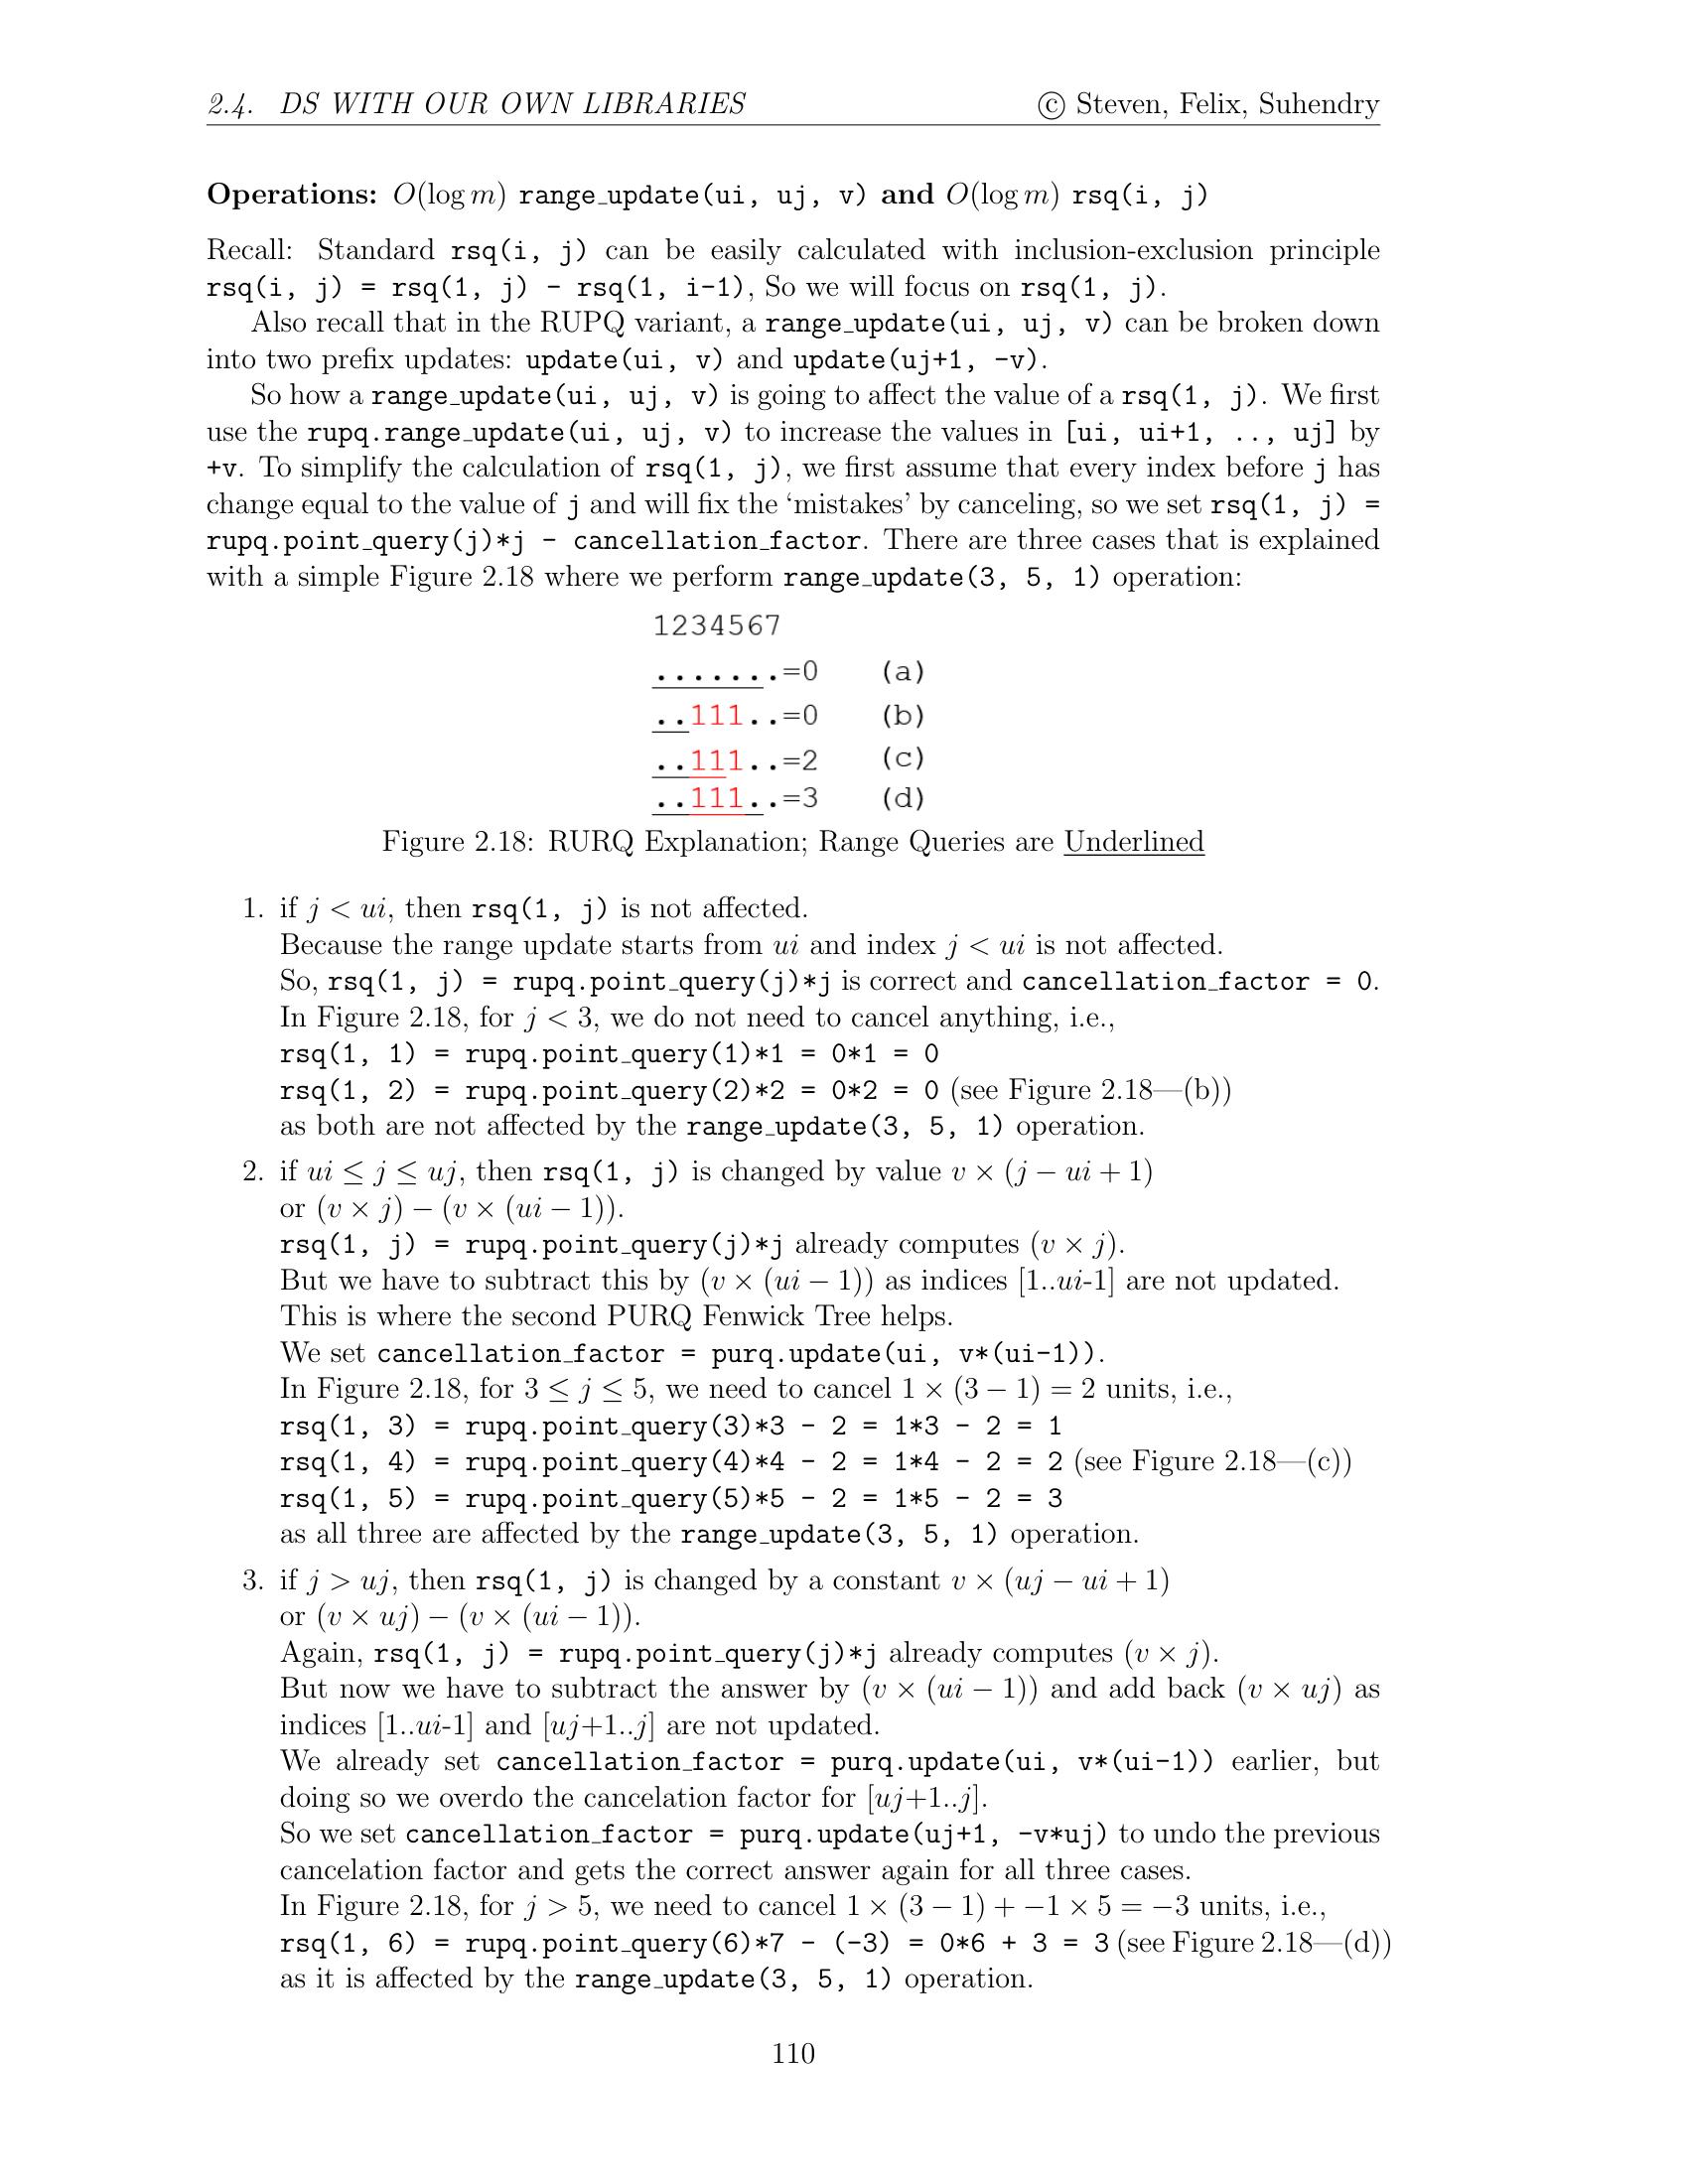 2.4. DS WITH OUR OWN LIBRARIES © Steven, Felix, Suhendry
Operations: O(log m) range_update(ui, uj, v) and O(log m) rsq(i, j)
Recall: Standard rsq(i, j) can be easily calculated with inclusion-exclusion principle
rsq(i, j) = rsq(1, j) - rsq(1, i-1), So we will focus on rsq(1, j).
Also recall that in the RUPQ variant, a range_update(ui, uj, v) can be broken down
into two prefix updates: update(ui, v) and update(uj+1, -v).
So how a range_update(ui, uj, v) is going to affect the value of a rsq(1, j). We first
use the rupq.range_update(ui, uj, v) to increase the values in [ui, ui+1, .., uj] by
+v. To simplify the calculation of rsq(1, j), we first assume that every index before j has
change equal to the value of j and will fix the ‘mistakes’ by canceling, so we set rsq(1, j) =
rupq.point_query(j)*j - cancellation_factor. There are three cases that is explained
with a simple Figure 2.18 where we perform range_update(3, 5, 1) operation:
1234567
.......=0 (a)
..111..=0 (b)
..111..=2 (c)
..111..=3 (d)
Figure 2.18: RURQ Explanation; Range Queries are Underlined
1. if j < ui, then rsq(1, j) is not affected.
Because the range update starts from ui and index j < ui is not affected.
So, rsq(1, j) = rupq.point_query(j)*j is correct and cancellation_factor = 0.
In Figure 2.18, for j < 3, we do not need to cancel anything, i.e.,
rsq(1, 1) = rupq.point_query(1)*1 = 0*1 = 0
rsq(1, 2) = rupq.point_query(2)*2 = 0*2 = 0 (see Figure 2.18—(b))
as both are not affected by the range_update(3, 5, 1) operation.
2. if ui ≤ j ≤ uj, then rsq(1, j) is changed by value v × (j − ui + 1)
or (v × j) − (v × (ui − 1)).
rsq(1, j) = rupq.point_query(j)*j already computes (v × j).
But we have to subtract this by (v × (ui − 1)) as indices [1..ui-1] are not updated.
This is where the second PURQ Fenwick Tree helps.
We set cancellation_factor = purq.update(ui, v*(ui-1)).
In Figure 2.18, for 3 ≤ j ≤ 5, we need to cancel 1 × (3 − 1) = 2 units, i.e.,
rsq(1, 3) = rupq.point_query(3)*3 - 2 = 1*3 - 2 = 1
rsq(1, 4) = rupq.point_query(4)*4 - 2 = 1*4 - 2 = 2 (see Figure 2.18—(c))
rsq(1, 5) = rupq.point_query(5)*5 - 2 = 1*5 - 2 = 3
as all three are affected by the range_update(3, 5, 1) operation.
3. if j > uj, then rsq(1, j) is changed by a constant v × (uj − ui + 1)
or (v × uj) − (v × (ui − 1)).
Again, rsq(1, j) = rupq.point_query(j)*j already computes (v × j).
But now we have to subtract the answer by (v × (ui − 1)) and add back (v × uj) as
indices [1..ui-1] and [uj+1..j] are not updated.
We already set cancellation_factor = purq.update(ui, v*(ui-1)) earlier, but
doing so we overdo the cancelation factor for [uj+1..j].
So we set cancellation_factor = purq.update(uj+1, -v*uj) to undo the previous
cancelation factor and gets the correct answer again for all three cases.
In Figure 2.18, for j > 5, we need to cancel 1 × (3 − 1) + −1 × 5 = −3 units, i.e.,
rsq(1, 6) = rupq.point_query(6)*7 - (-3) = 0*6 + 3 = 3 (see Figure 2.18—(d))
as it is affected by the range_update(3, 5, 1) operation.
110